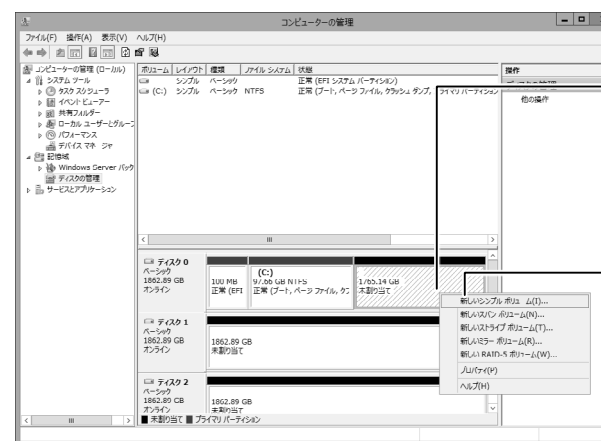 コンピューターの管理
ファイル(F) 操作(A) 表示(V) ヘルプ(H)
コンピューターの管理 (ローカル)
システム ツール
タスク スケジューラ
イベント ビューアー
共有フォルダー
ローカル ユーザーとグループ
パフォーマンス
デバイス マネ ジャ
記憶域
Windows Server バック
ディスクの管理
サービスとアプリケーション
ボリューム レイアウト 種類 ファイル システム 状態
シンプル ベーシック 正常 (EFI システム パーティション)
(C:) シンプル ベーシック NTFS 正常 (ブート, ページ ファイル, クラッシュ ダンプ, プライマリ パーティション)
操作
ディスクの管理
他の操作
ディスク 0
ベーシック
1862.89 GB
オンライン
100 MB
正常 (EFI
(C:)
97.66 GB NTFS
正常 (ブート, ページ ファイル, クラ
1765.14 GB
未割り当て
ディスク 1
ベーシック
1862.89 GB
オンライン
1862.89 GB
未割り当て
ディスク 2
ベーシック
1862.89 GB
オンライン
1862.89 GB
未割り当て
新しいシンプル ボリューム(I)...
新しいスパン ボリューム(N)...
新しいストライプ ボリューム(T)...
新しいミラー ボリューム(R)...
新しい RAID-5 ボリューム(W)...
プロパティ(P)
ヘルプ(H)
未割り当て プライマリ パーティション